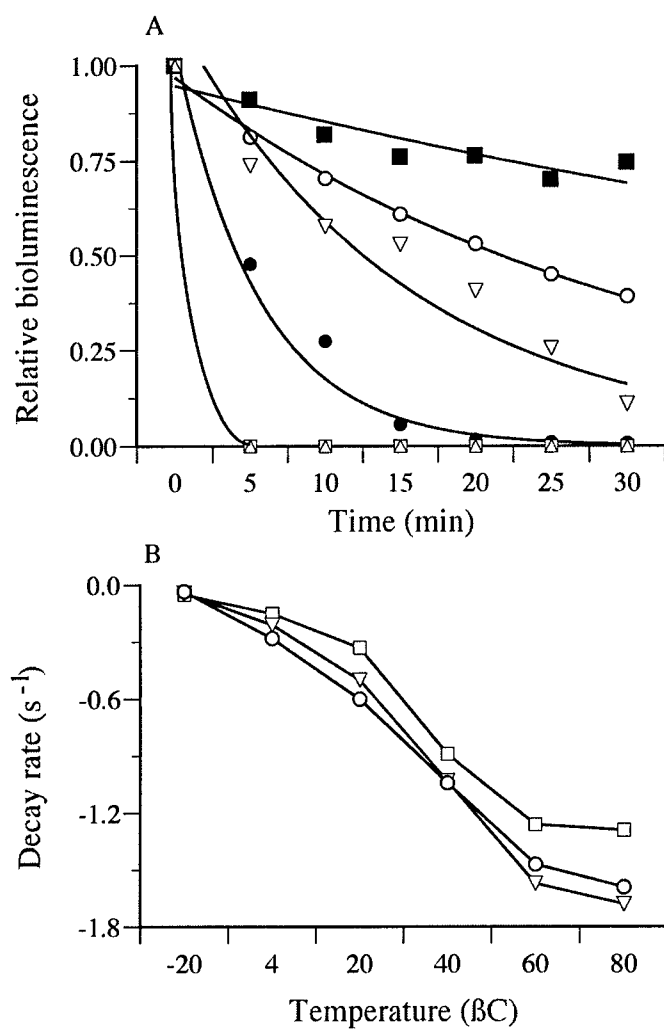 A
Relative bioluminescence
1.00
0.75
0.50
0.25
0.00
0 5 10 15 20 25 30
Time (min)
B
Decay rate (s⁻¹)
0.0
-0.6
-1.2
-1.8
-20 4 20 40 60 80
Temperature (ßC)